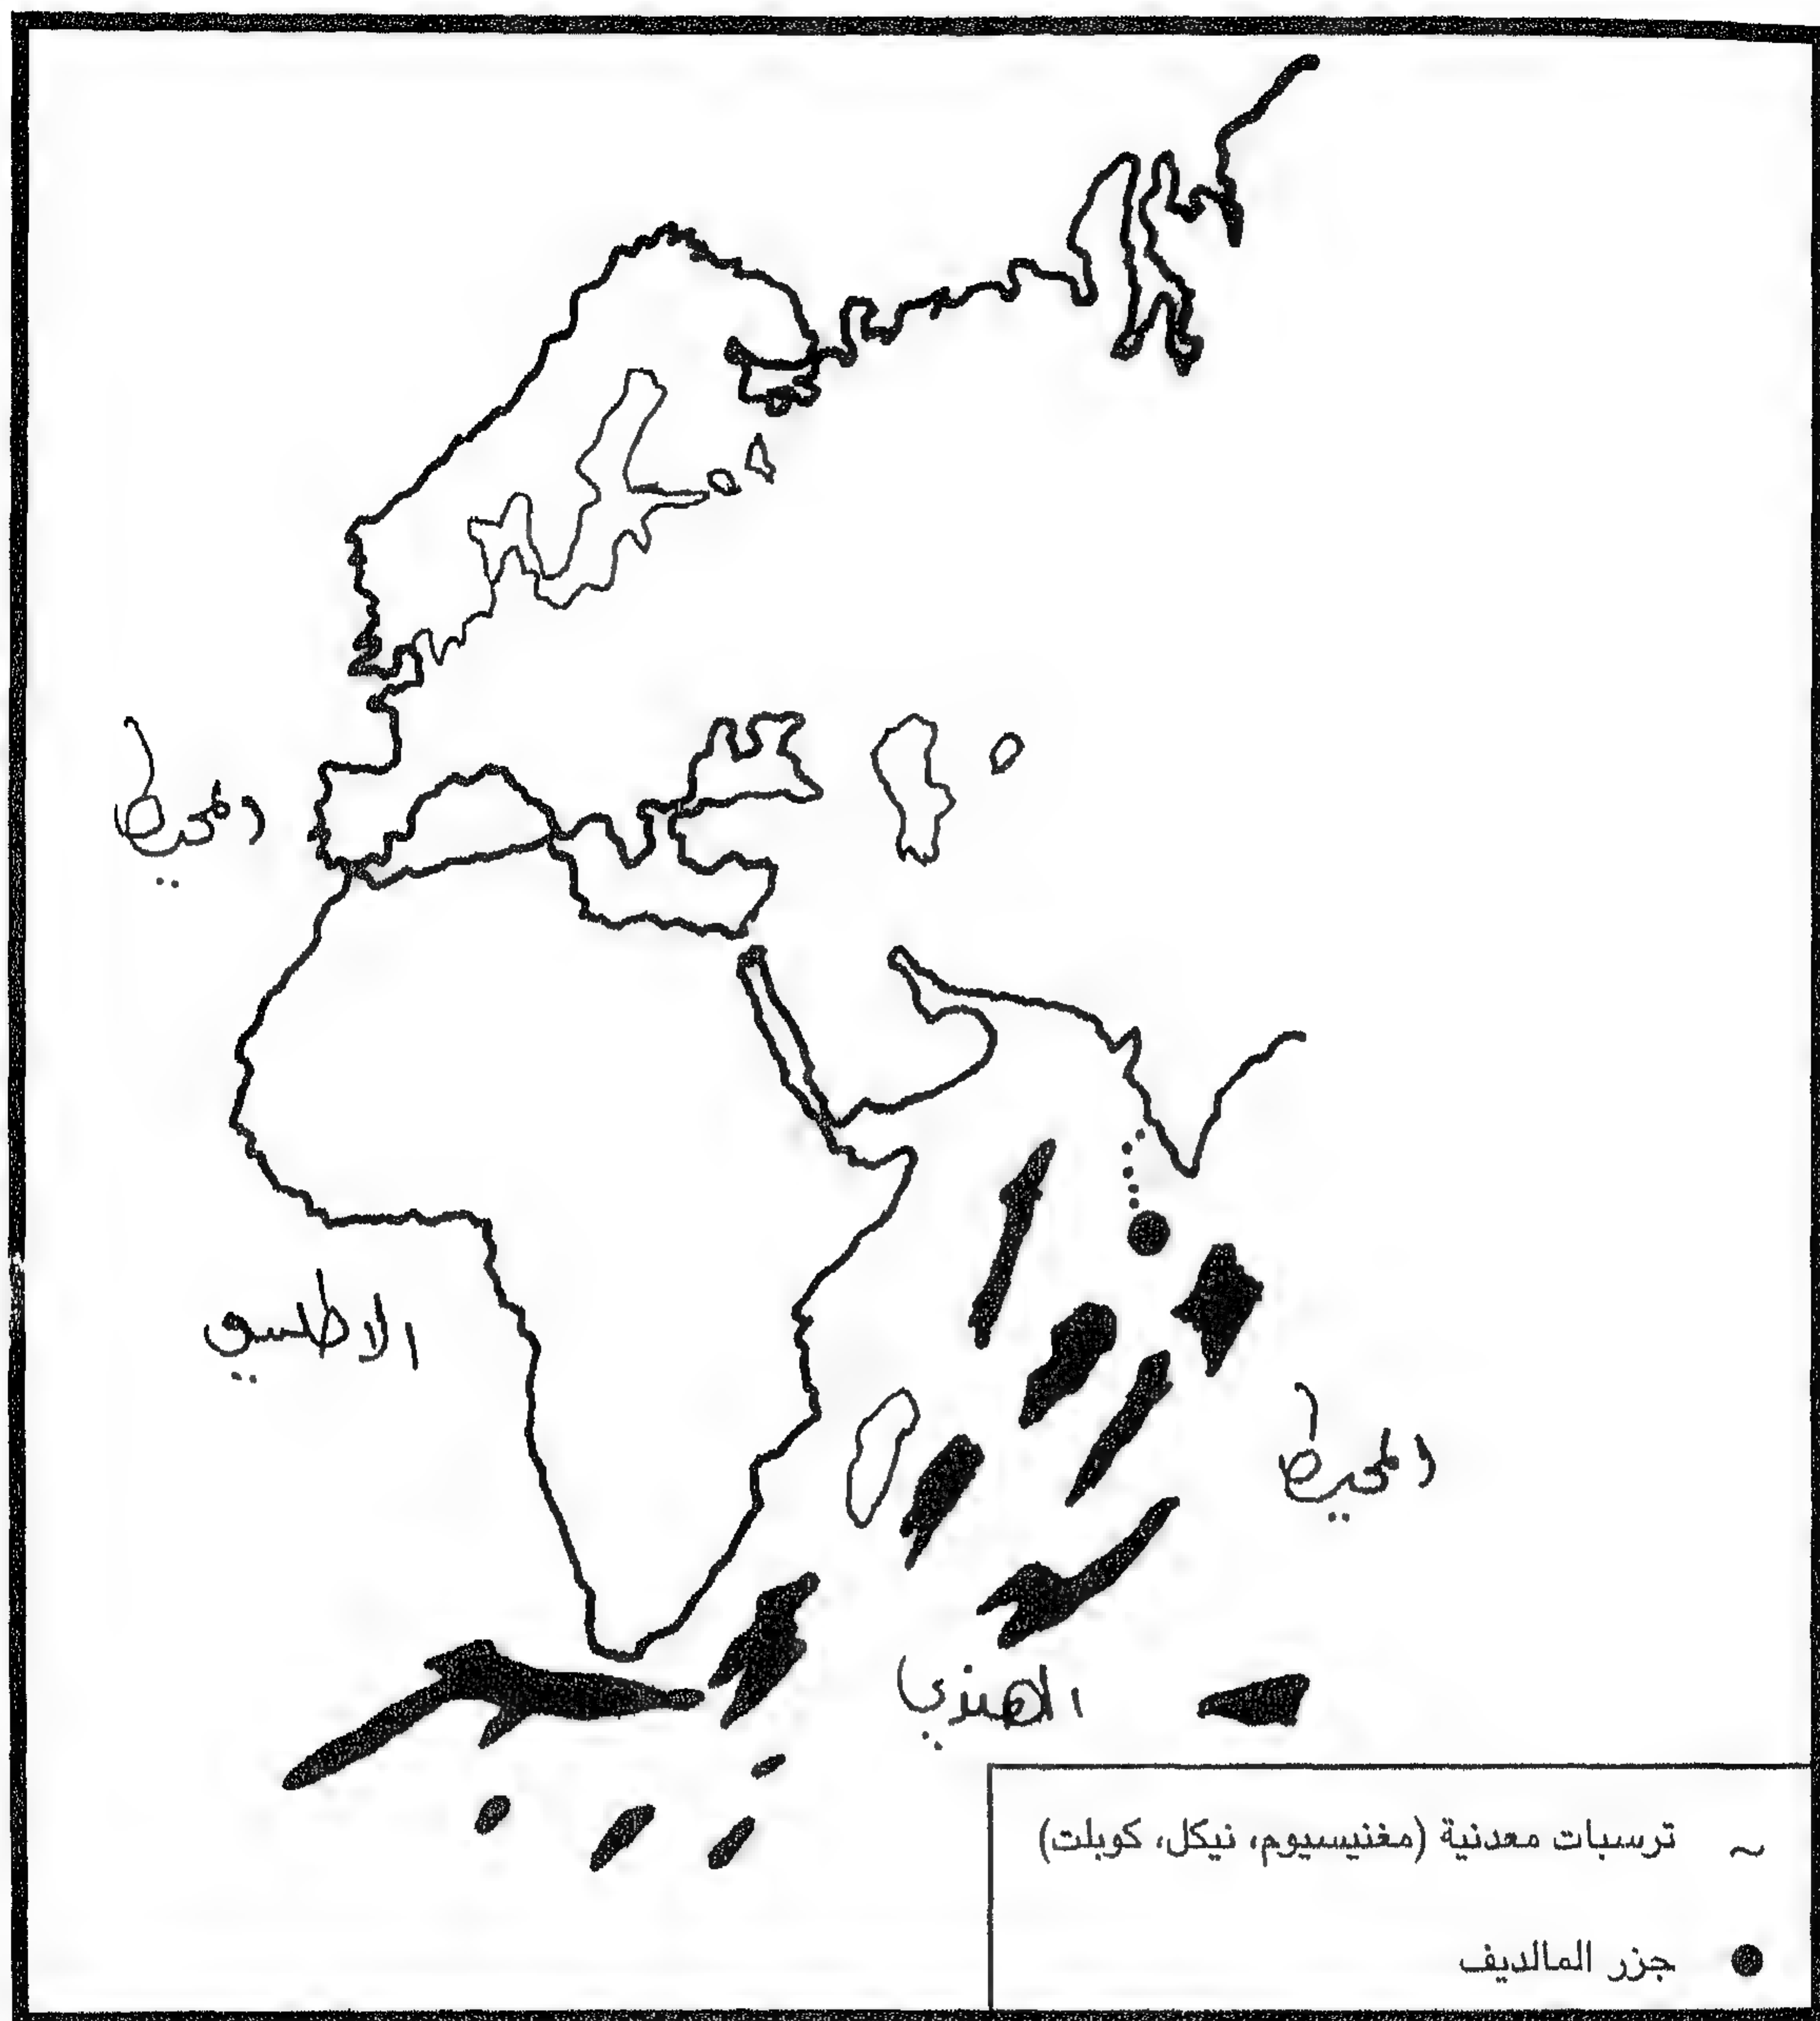 المحيط
الاطلسي
المحيط
الهندي
~ ترسبات معدنية (مغنيسيوم، نيكل، كوبلت)
● جزر المالديف